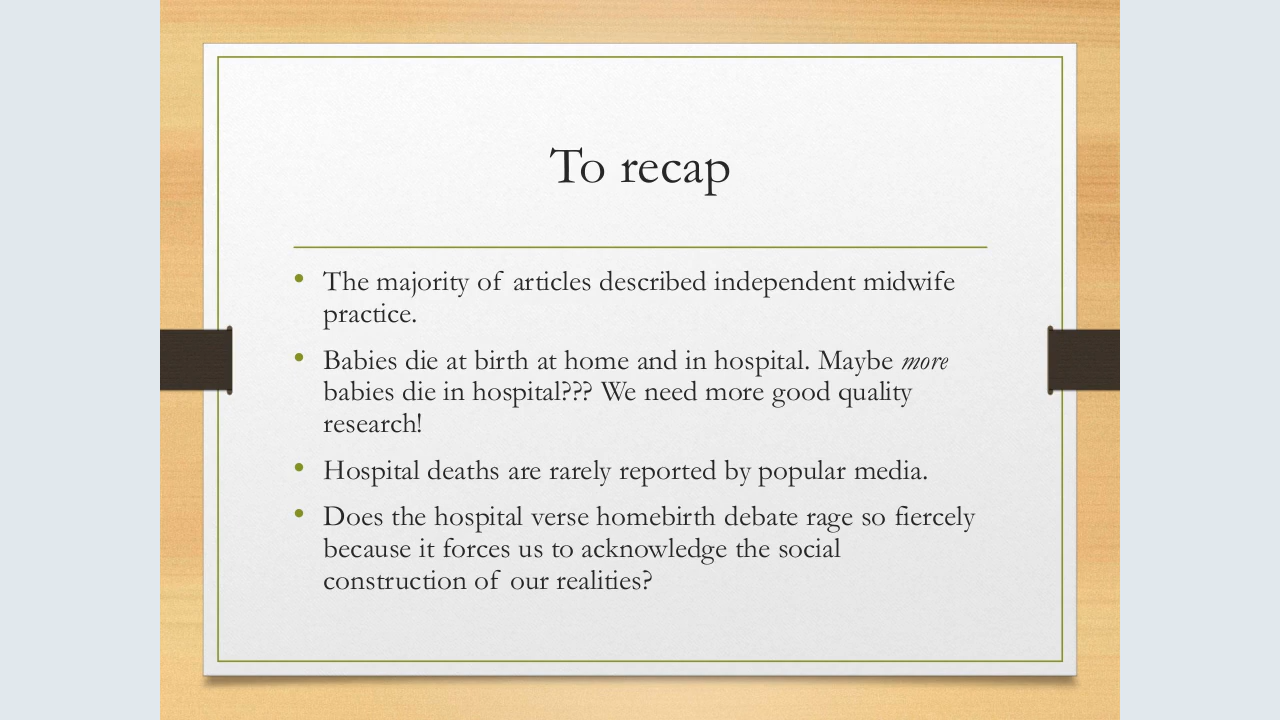 To recap
• The majority of articles described independent midwife
practice.
• Babies die at birth at home and in hospital. Maybe more
babies die in hospital??? We need more good quality
research!
• Hospital deaths are rarely reported by popular media.
• Does the hospital verse homebirth debate rage so fiercely
because it forces us to acknowledge the social
construction of our realities?